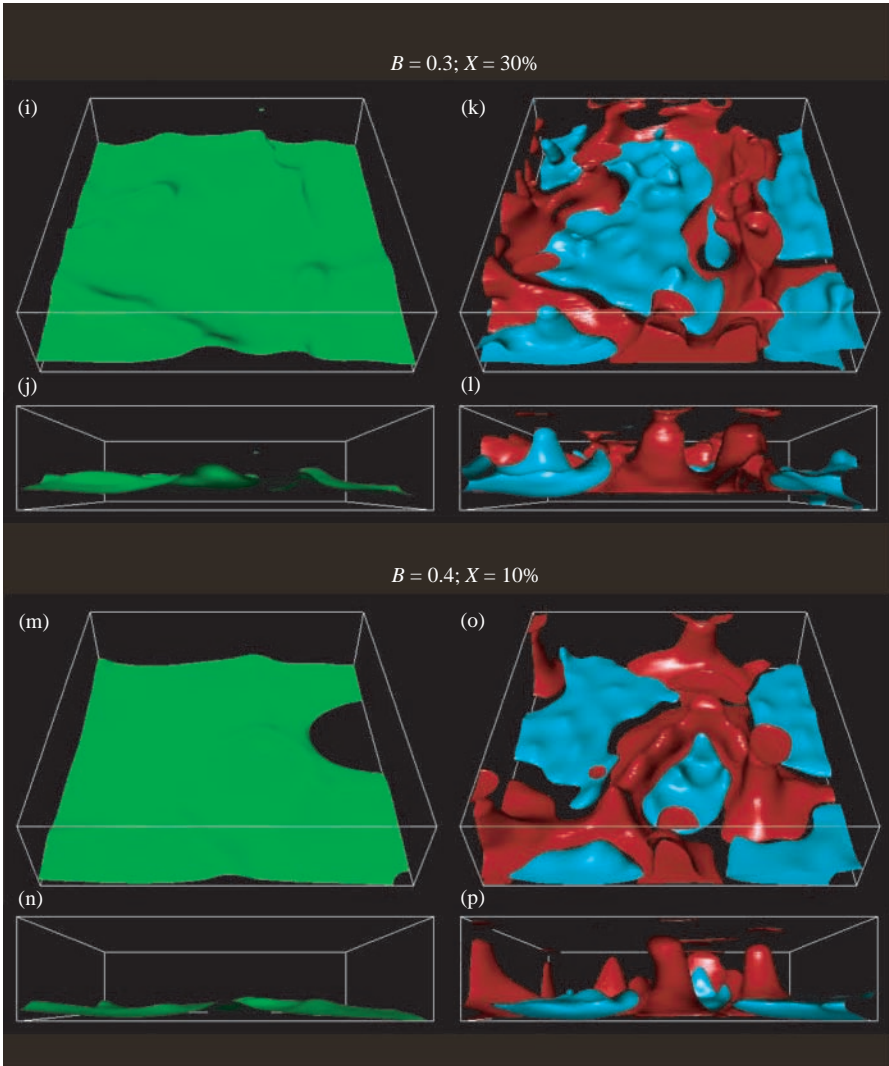 B = 0.3; X = 30%
(i)
(k)
(j)
(l)
B = 0.4; X = 10%
(m)
(o)
(n)
(p)